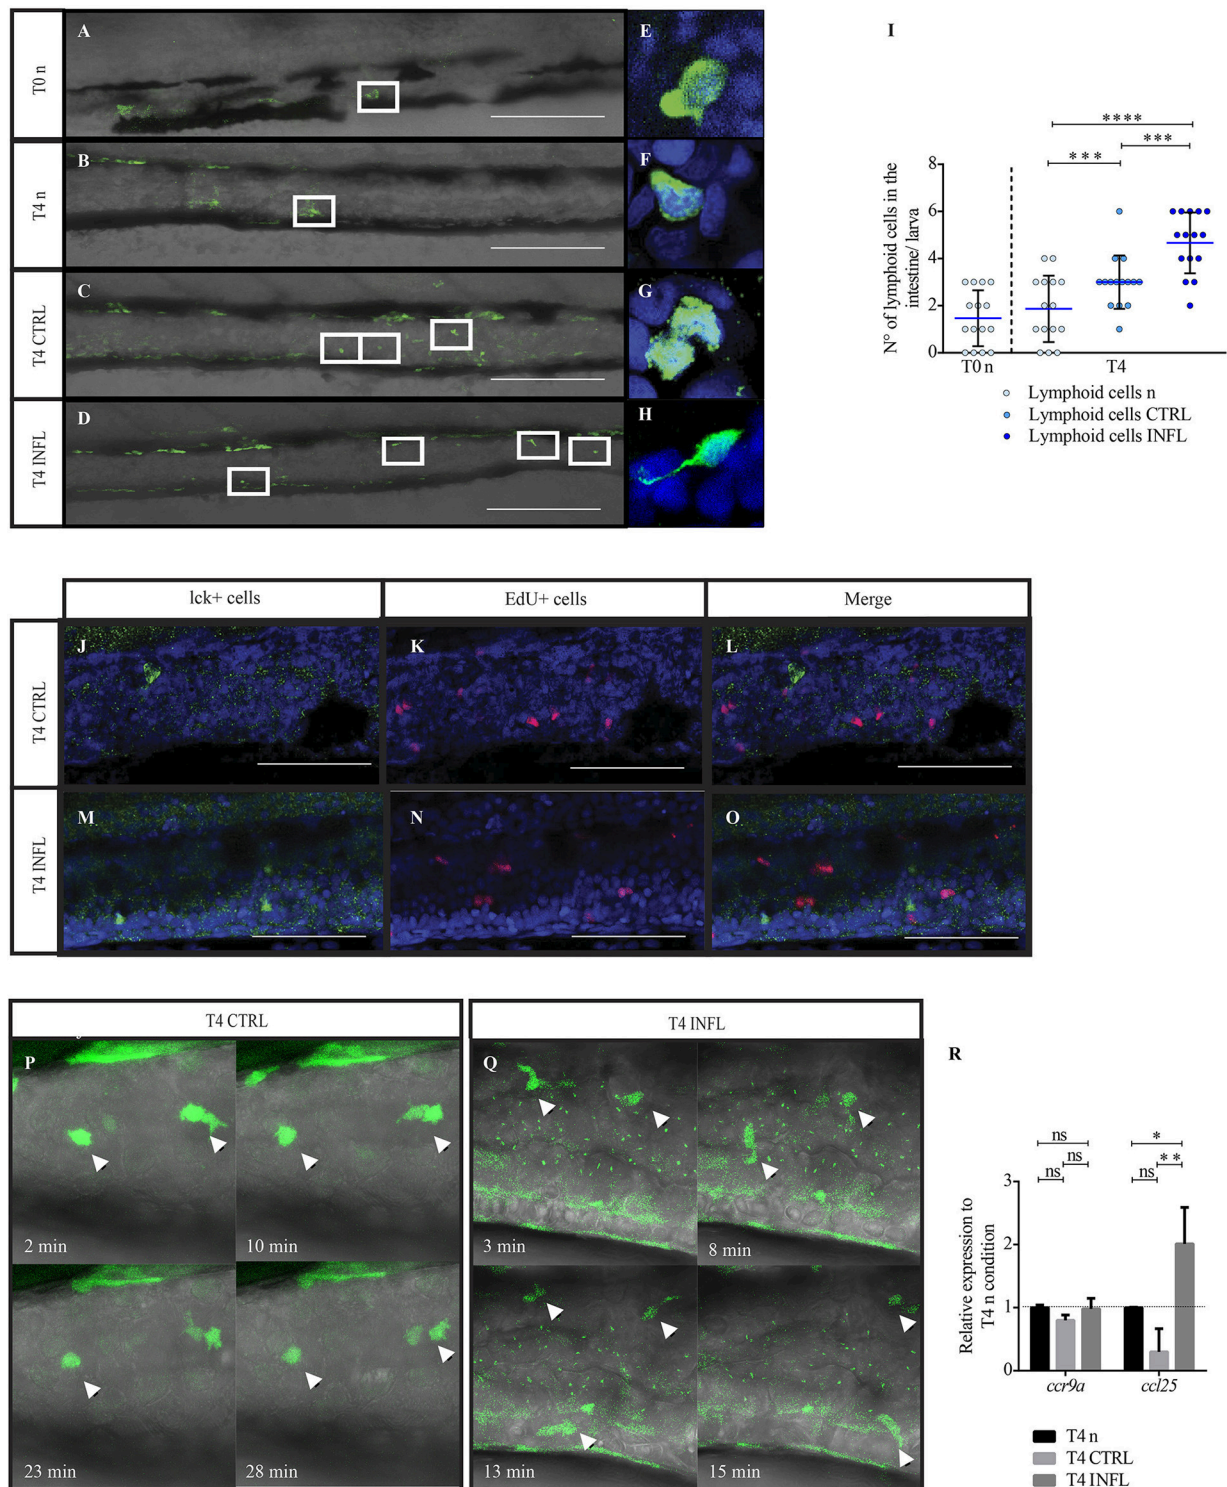 A
E
I
T0 n
B
F
T4 n
C
G
T4 CTRL
D
H
T4 INFL
****
***
***
8
6
4
2
0
N° of lymphoid cells in the
intestine/ larva
T0 n
T4
Lymphoid cells n
Lymphoid cells CTRL
Lymphoid cells INFL
lck+ cells
EdU+ cells
Merge
T4 CTRL
J
K
L
T4 INFL
M
N
O
T4 CTRL
T4 INFL
P
2 min
10 min
23 min
28 min
Q
3 min
8 min
13 min
15 min
R
ns
ns
ns
*
ns
**
3
2
1
0
Relative expression to
T4 n condition
ccr9a
ccl25
T4 n
T4 CTRL
T4 INFL